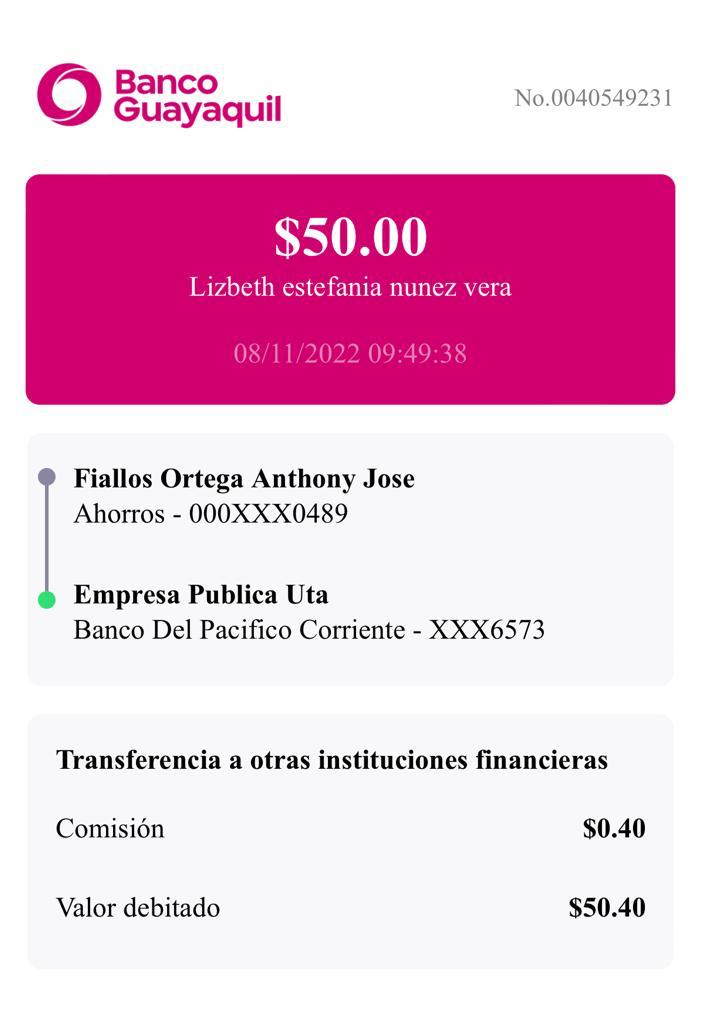 Banco
Guayaquil
No.0040549231
$50.00
Lizbeth estefania nunez vera
08/11/2022 09:49:38
Fiallos Ortega Anthony Jose
Ahorros - 000XXX0489
Empresa Publica Uta
Banco Del Pacifico Corriente - XXX6573
Transferencia a otras instituciones financieras
Comisión $0.40
Valor debitado $50.40